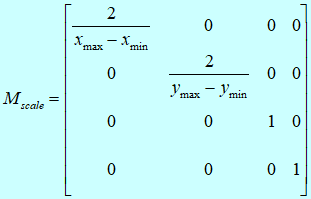 M_scale = [ 2/(x_max − x_min) 0 0 0
0 2/(y_max − y_min) 0 0
0 0 1 0
0 0 0 1 ]